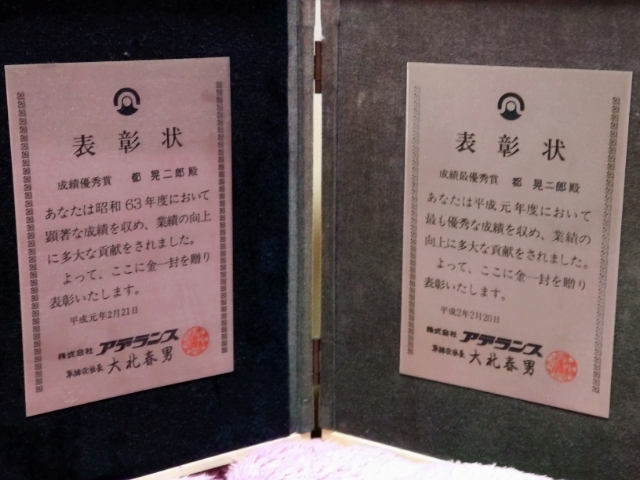 表彰状
成績優秀賞 都 晃二郎 殿
あなたは昭和63年度において
顕著な成績を収め、業績の向上
に多大な貢献をされました。
よって、ここに金一封を贈り
表彰いたします。
平成元年2月21日
株式会社 アデランス
大北春男
表彰状
成績最優秀賞 都 晃二郎 殿
あなたは平成元年度において
最も優秀な成績を収め、業績の
向上に多大な貢献をされました。
よって、ここに金一封を贈り
表彰いたします。
平成2年2月20日
株式会社 アデランス
大北春男